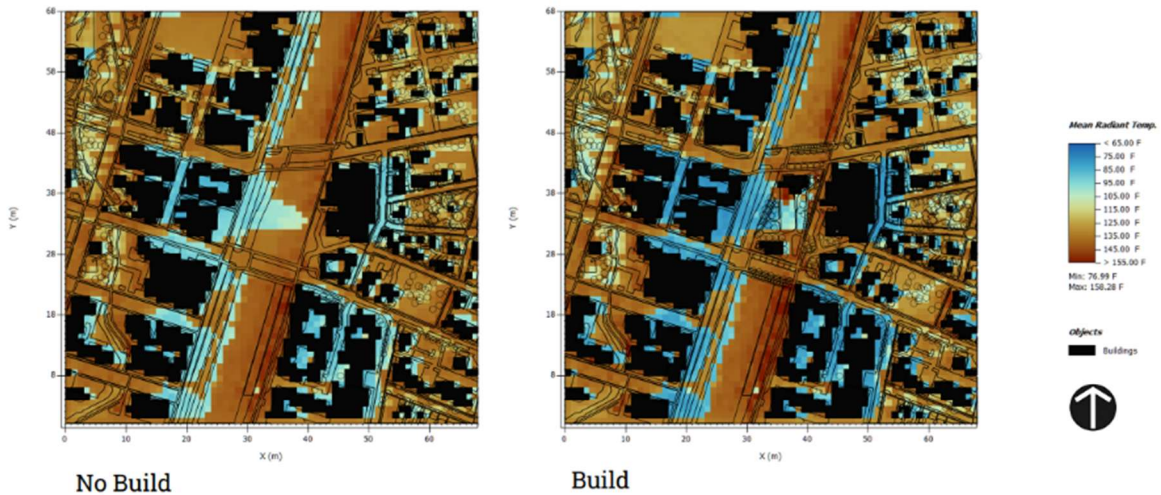 68
58
48
38
28
18
8
Y (m)
0 10 20 30 40 50 60
X (m)
No Build
68
58
48
38
28
18
8
Y (m)
0 10 20 30 40 50 60
X (m)
Build
Mean Radiant Temp.
< 65.00 F
75.00 F
85.00 F
95.00 F
105.00 F
115.00 F
125.00 F
135.00 F
145.00 F
> 155.00 F
Min: 76.99 F
Max: 158.28 F
Objects
Buildings